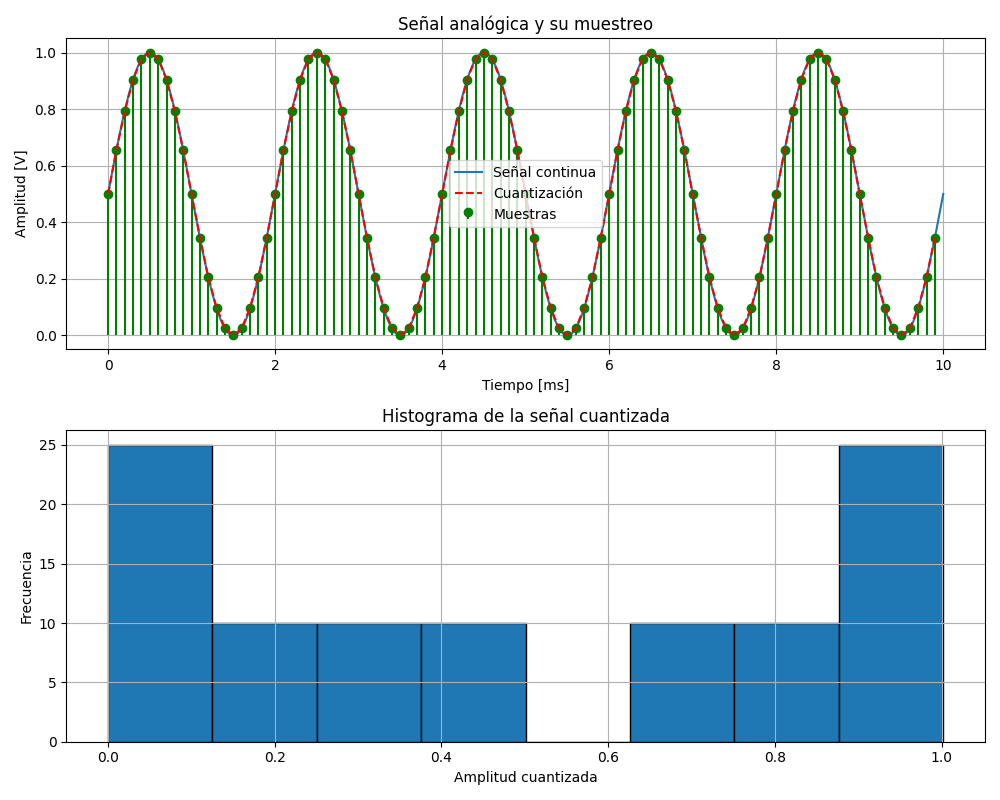 Señal analógica y su muestreo
1.0
0.8
0.6
0.4
0.2
0.0
Amplitud [V]
Señal continua
Cuantización
Muestras
0 2 4 6 8 10
Tiempo [ms]
Histograma de la señal cuantizada
25
20
15
10
5
0
Frecuencia
0.0 0.2 0.4 0.6 0.8 1.0
Amplitud cuantizada